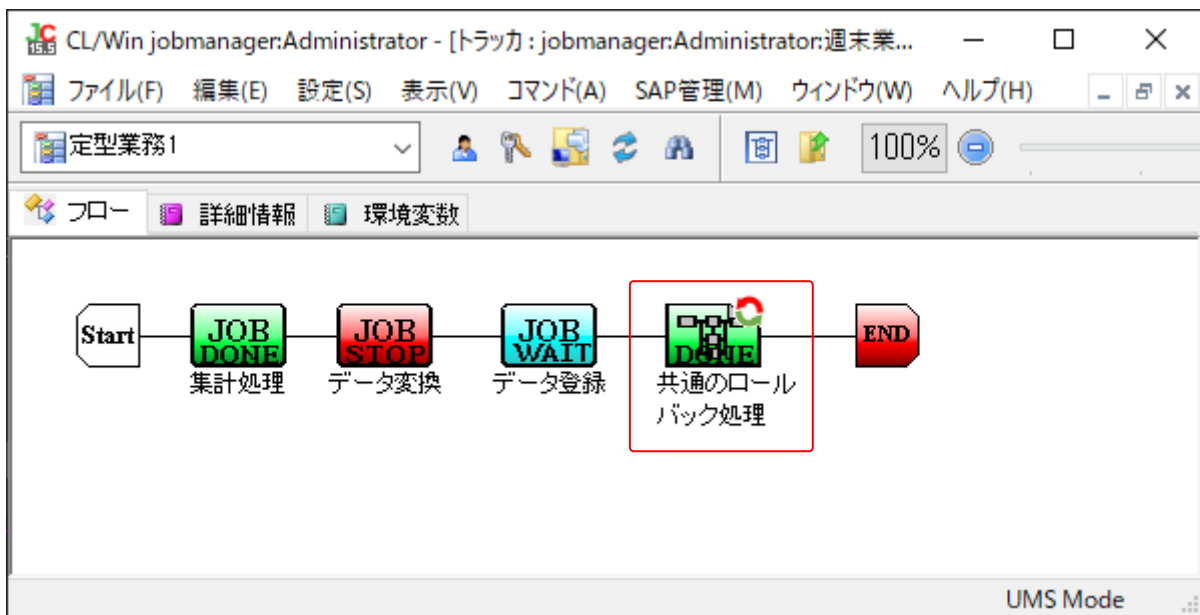 JC 15.5 CL/Win jobmanager:Administrator - [トラッカ : jobmanager:Administrator:週末業...
ファイル(F) 編集(E) 設定(S) 表示(V) コマンド(A) SAP管理(M) ウィンドウ(W) ヘルプ(H)
定型業務1 100%
フロー 詳細情報 環境変数
Start JOB DONE JOB STOP JOB WAIT DONE END
集計処理 データ変換 データ登録 共通のロール
バック処理
UMS Mode